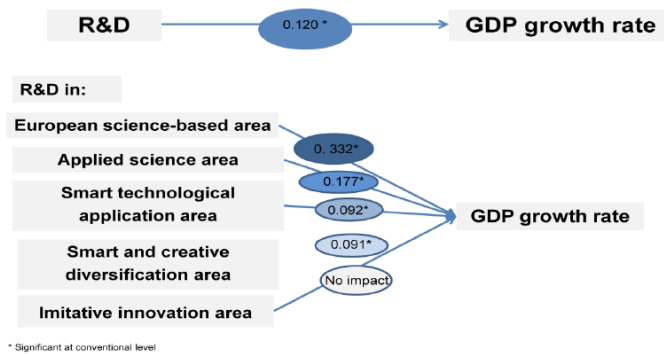 R&D
0.120 *
GDP growth rate
R&D in:
European science-based area
0. 332*
Applied science area
0.177*
Smart technological
application area
0.092*
GDP growth rate
Smart and creative
diversification area
0.091*
No impact
Imitative innovation area
* Significant at conventional level